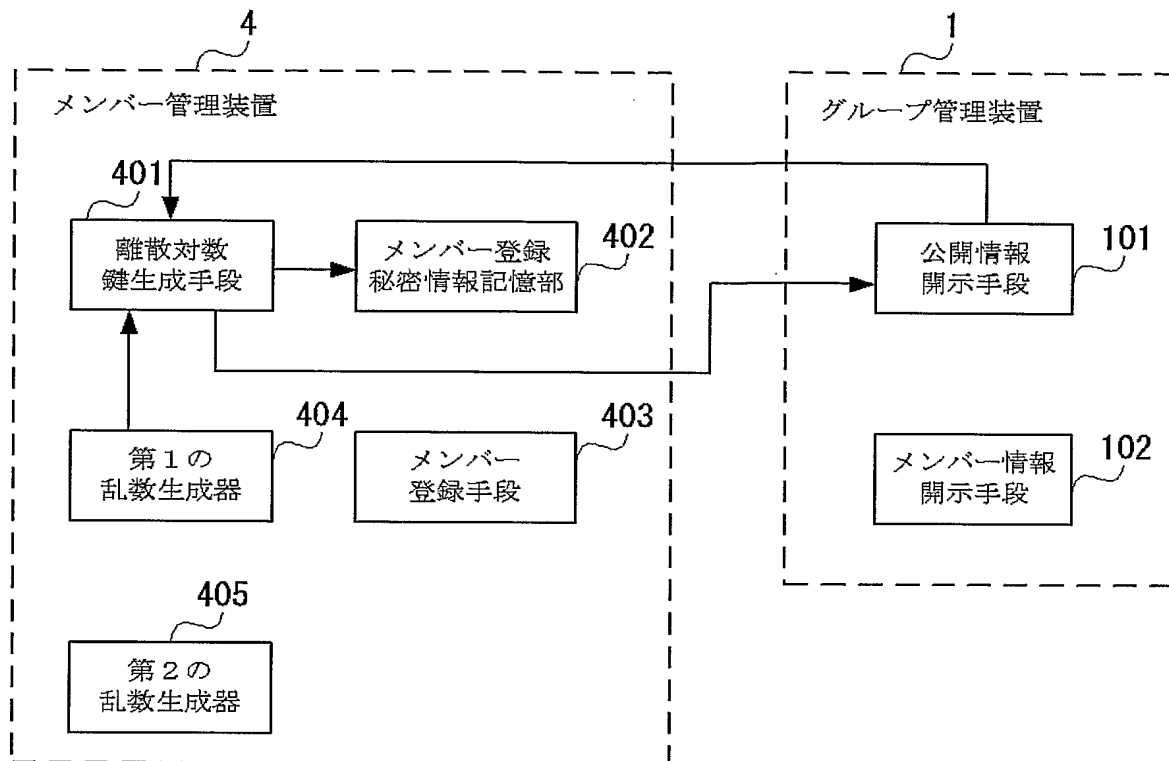 4
1
メンバー管理装置
グループ管理装置
401
離散対数
鍵生成手段
メンバー登録
秘密情報記憶部
402
公開情報
開示手段
101
404
第１の
乱数生成器
403
メンバー
登録手段
102
メンバー情報
開示手段
405
第２の
乱数生成器